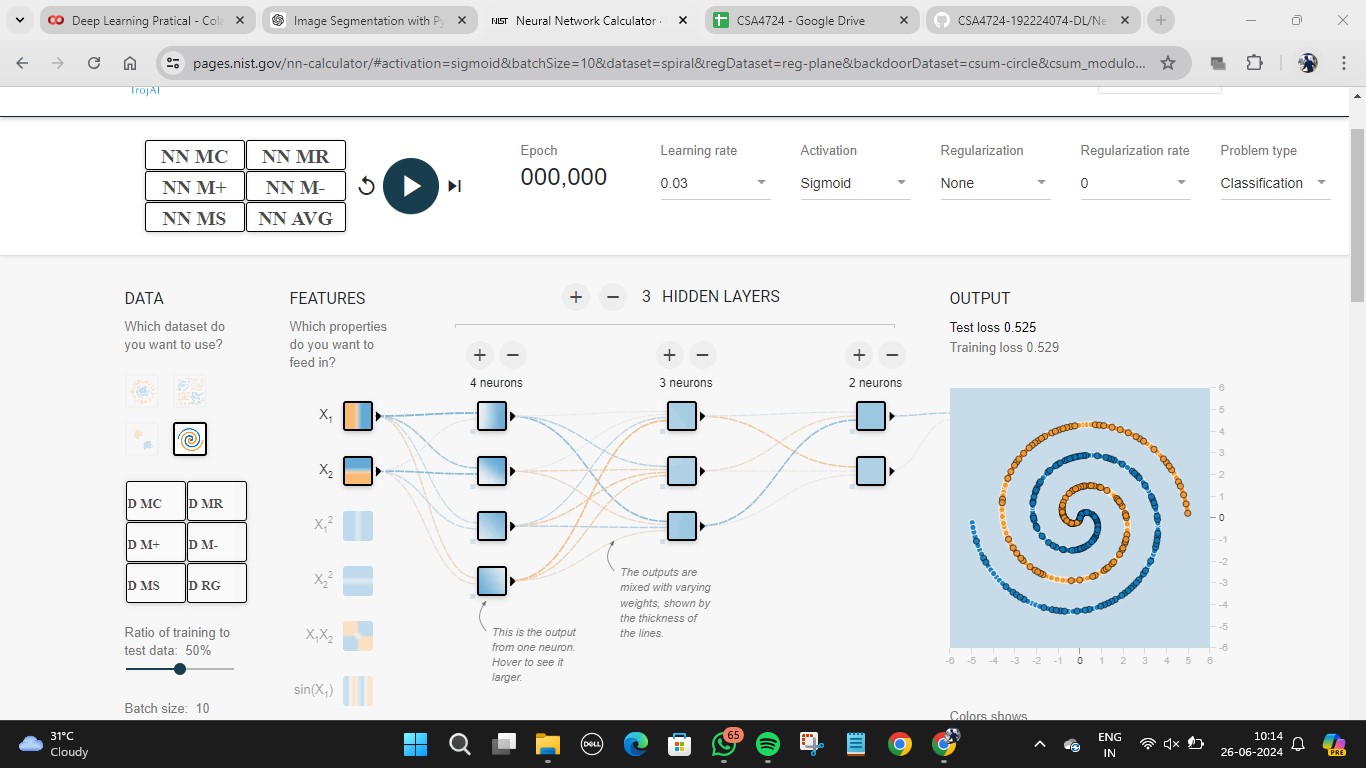 Deep Learning Pratical - Col
Image Segmentation with Py
NIST Neural Network Calculator -
CSA4724 - Google Drive
CSA4724-192224074-DL/Ne
pages.nist.gov/nn-calculator/#activation=sigmoid&batchSize=10&dataset=spiral&regDataset=reg-plane&backdoorDataset=csum-circle&csum_modulo...
TrojAI
NN MC NN MR
NN M+ NN M-
NN MS NN AVG
Epoch
000,000
Learning rate
0.03
Activation
Sigmoid
Regularization
None
Regularization rate
0
Problem type
Classification
DATA
Which dataset do
you want to use?
D MC D MR
D M+ D M-
D MS D RG
Ratio of training to
test data: 50%
Batch size: 10
FEATURES
Which properties
do you want to
feed in?
X1
X2
X1²
X2²
X1X2
sin(X1)
+ − 3 HIDDEN LAYERS
+ − + − + −
4 neurons 3 neurons 2 neurons
This is the output
from one neuron.
Hover to see it
larger.
The outputs are
mixed with varying
weights, shown by
the thickness of
the lines.
OUTPUT
Test loss 0.525
Training loss 0.529
6
5
4
3
2
1
0
-1
-2
-3
-4
-5
-6
-6 -5 -4 -3 -2 -1 0 1 2 3 4 5 6
Colors shows
31°C
Cloudy
DELL
65
PRE
ENG
IN
10:14
26-06-2024